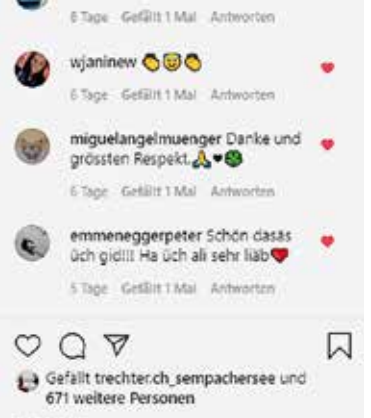 6 Tage Gefällt 1 Mal Antworten
wjaninew 👏😇👏
6 Tage Gefällt 1 Mal Antworten
miguelangelmuenger Danke und
grössten Respekt.🙏♥🍀
6 Tage Gefällt 1 Mal Antworten
emmeneggerpeter Schön dasäs
üch gid!!! Ha üch ali sehr liäb❤️
5 Tage Gefällt 1 Mal Antworten
Gefällt trechter.ch_sempachersee und
671 weitere Personen